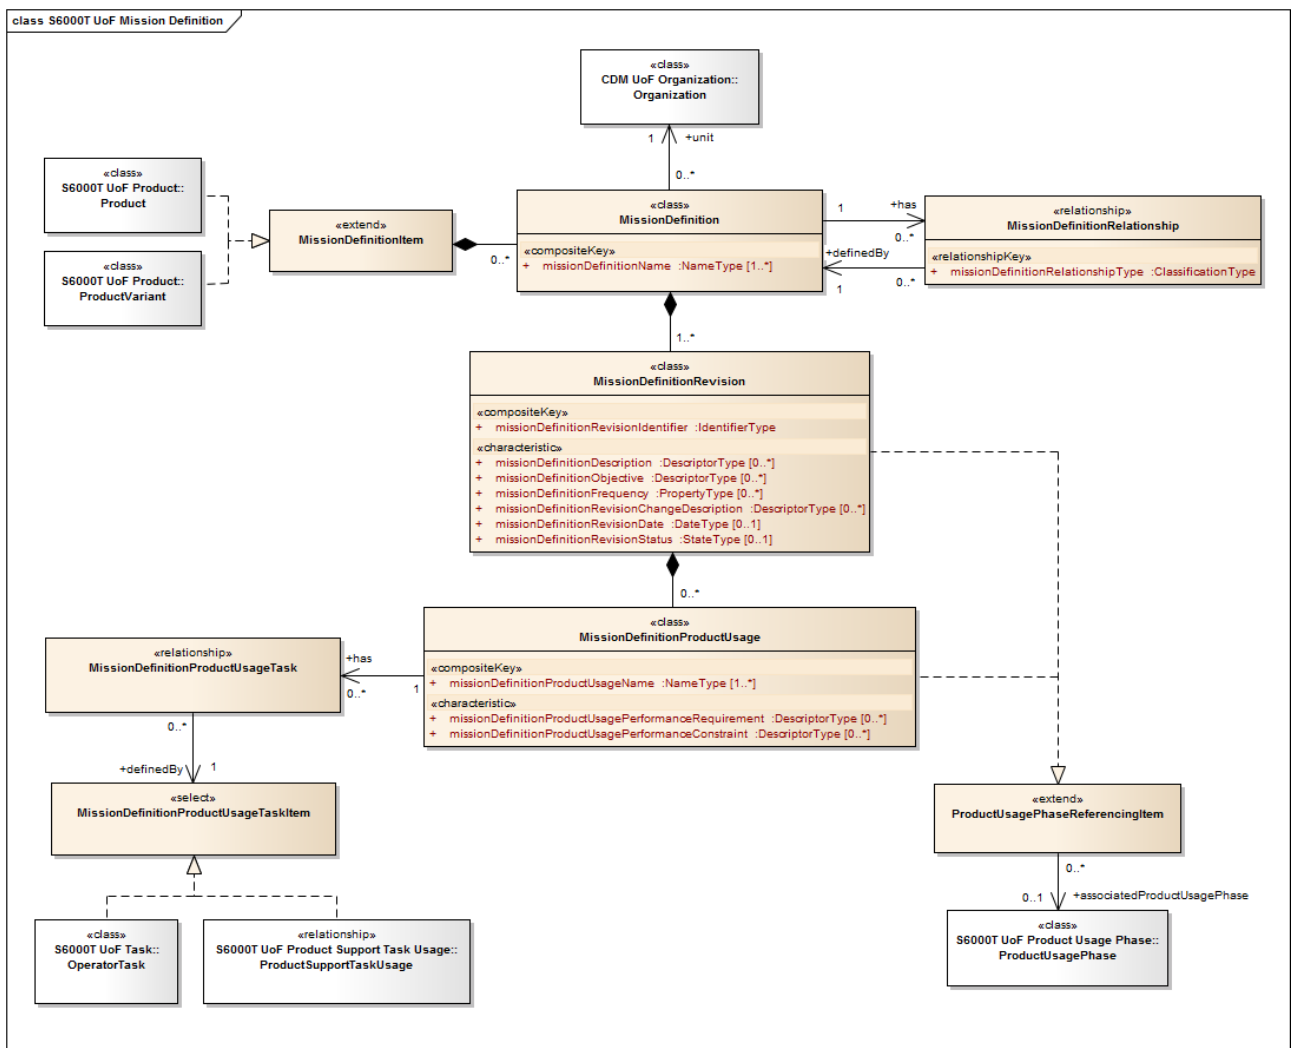 class S6000T UoF Mission Definition
«class»
CDM UoF Organization::
Organization
1
+unit
0..*
«class»
S6000T UoF Product::
Product
«extend»
MissionDefinitionItem
0..*
«class»
S6000T UoF Product::
ProductVariant
«class»
MissionDefinition
«compositeKey»
+ missionDefinitionName :NameType [1..*]
1
+has
0..*
+definedBy
1
0..*
«relationship»
MissionDefinitionRelationship
«relationshipKey»
+ missionDefinitionRelationshipType :ClassificationType
1..*
«class»
MissionDefinitionRevision
«compositeKey»
+ missionDefinitionRevisionIdentifier :IdentifierType
«characteristic»
+ missionDefinitionDescription :DescriptorType [0..*]
+ missionDefinitionObjective :DescriptorType [0..*]
+ missionDefinitionFrequency :PropertyType [0..*]
+ missionDefinitionRevisionChangeDescription :DescriptorType [0..*]
+ missionDefinitionRevisionDate :DateType [0..1]
+ missionDefinitionRevisionStatus :StateType [0..1]
0..*
«class»
MissionDefinitionProductUsage
«compositeKey»
+ missionDefinitionProductUsageName :NameType [1..*]
«characteristic»
+ missionDefinitionProductUsagePerformanceRequirement :DescriptorType [0..*]
+ missionDefinitionProductUsagePerformanceConstraint :DescriptorType [0..*]
+has
0..*
1
«relationship»
MissionDefinitionProductUsageTask
0..*
+definedBy
1
«select»
MissionDefinitionProductUsageTaskItem
«class»
S6000T UoF Task::
OperatorTask
«relationship»
S6000T UoF Product Support Task Usage::
ProductSupportTaskUsage
«extend»
ProductUsagePhaseReferencingItem
0..*
0..1
+associatedProductUsagePhase
«class»
S6000T UoF Product Usage Phase::
ProductUsagePhase